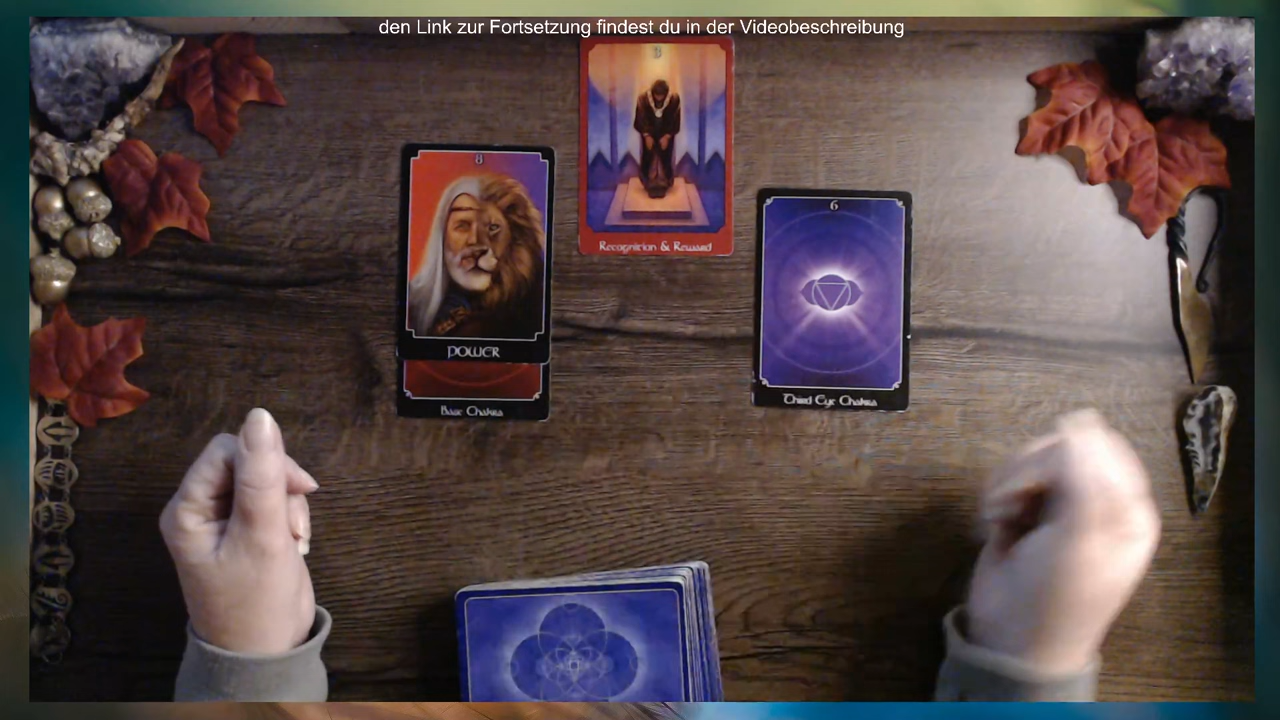 den Link zur Fortsetzung findest du in der Videobeschreibung
8
Recognition & Reward
8
POWER
Base Chakra
6
Third Eye Chakra